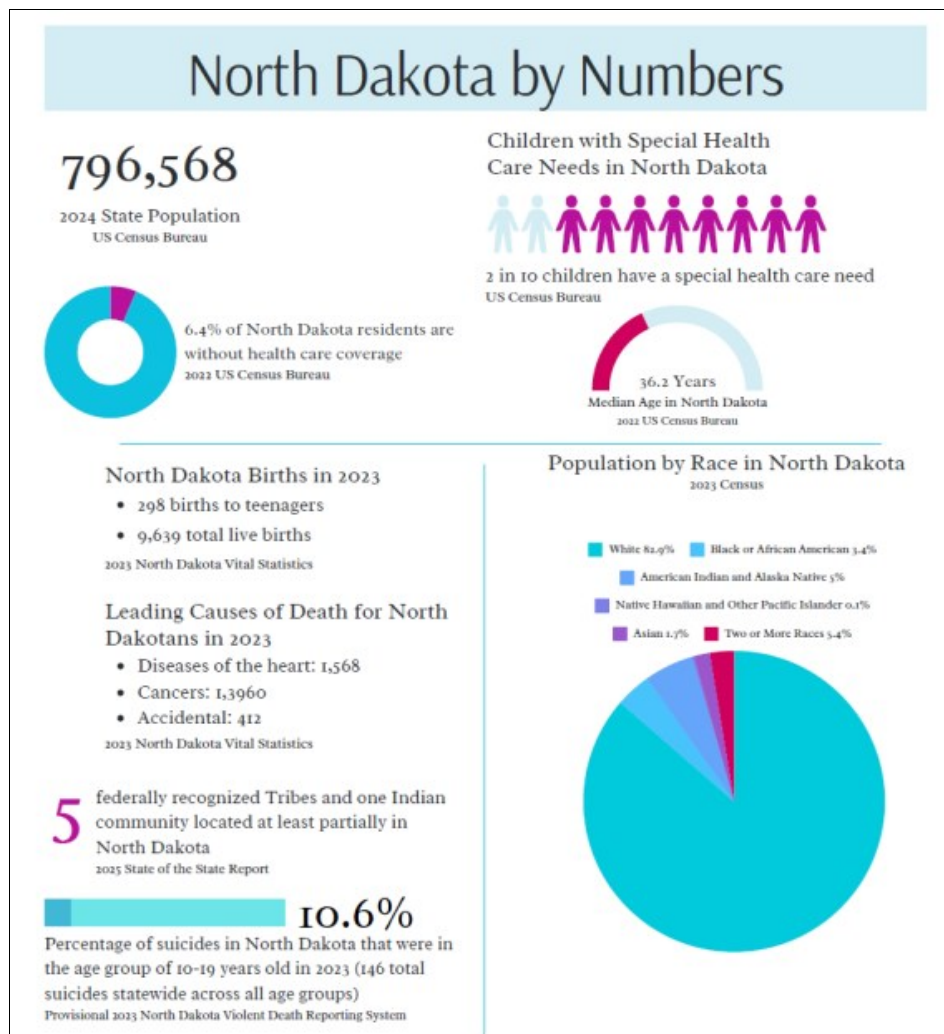 North Dakota by Numbers
796,568
2024 State Population
US Census Bureau
Children with Special Health
Care Needs in North Dakota
2 in 10 children have a special health care need
US Census Bureau
6.4% of North Dakota residents are
without health care coverage
2022 US Census Bureau
36.2 Years
Median Age in North Dakota
2022 US Census Bureau
North Dakota Births in 2023
• 298 births to teenagers
• 9,639 total live births
2023 North Dakota Vital Statistics
Leading Causes of Death for North
Dakotans in 2023
• Diseases of the heart: 1,568
• Cancers: 1,3960
• Accidental: 412
2023 North Dakota Vital Statistics
5
federally recognized Tribes and one Indian
community located at least partially in
North Dakota
2025 State of the State Report
10.6%
Percentage of suicides in North Dakota that were in
the age group of 10-19 years old in 2023 (146 total
suicides statewide across all age groups)
Provisional 2023 North Dakota Violent Death Reporting System
Population by Race in North Dakota
2023 Census
White 82.9% Black or African American 3.4%
American Indian and Alaska Native 5%
Native Hawaiian and Other Pacific Islander 0.1%
Asian 1.7% Two or More Races 5.4%